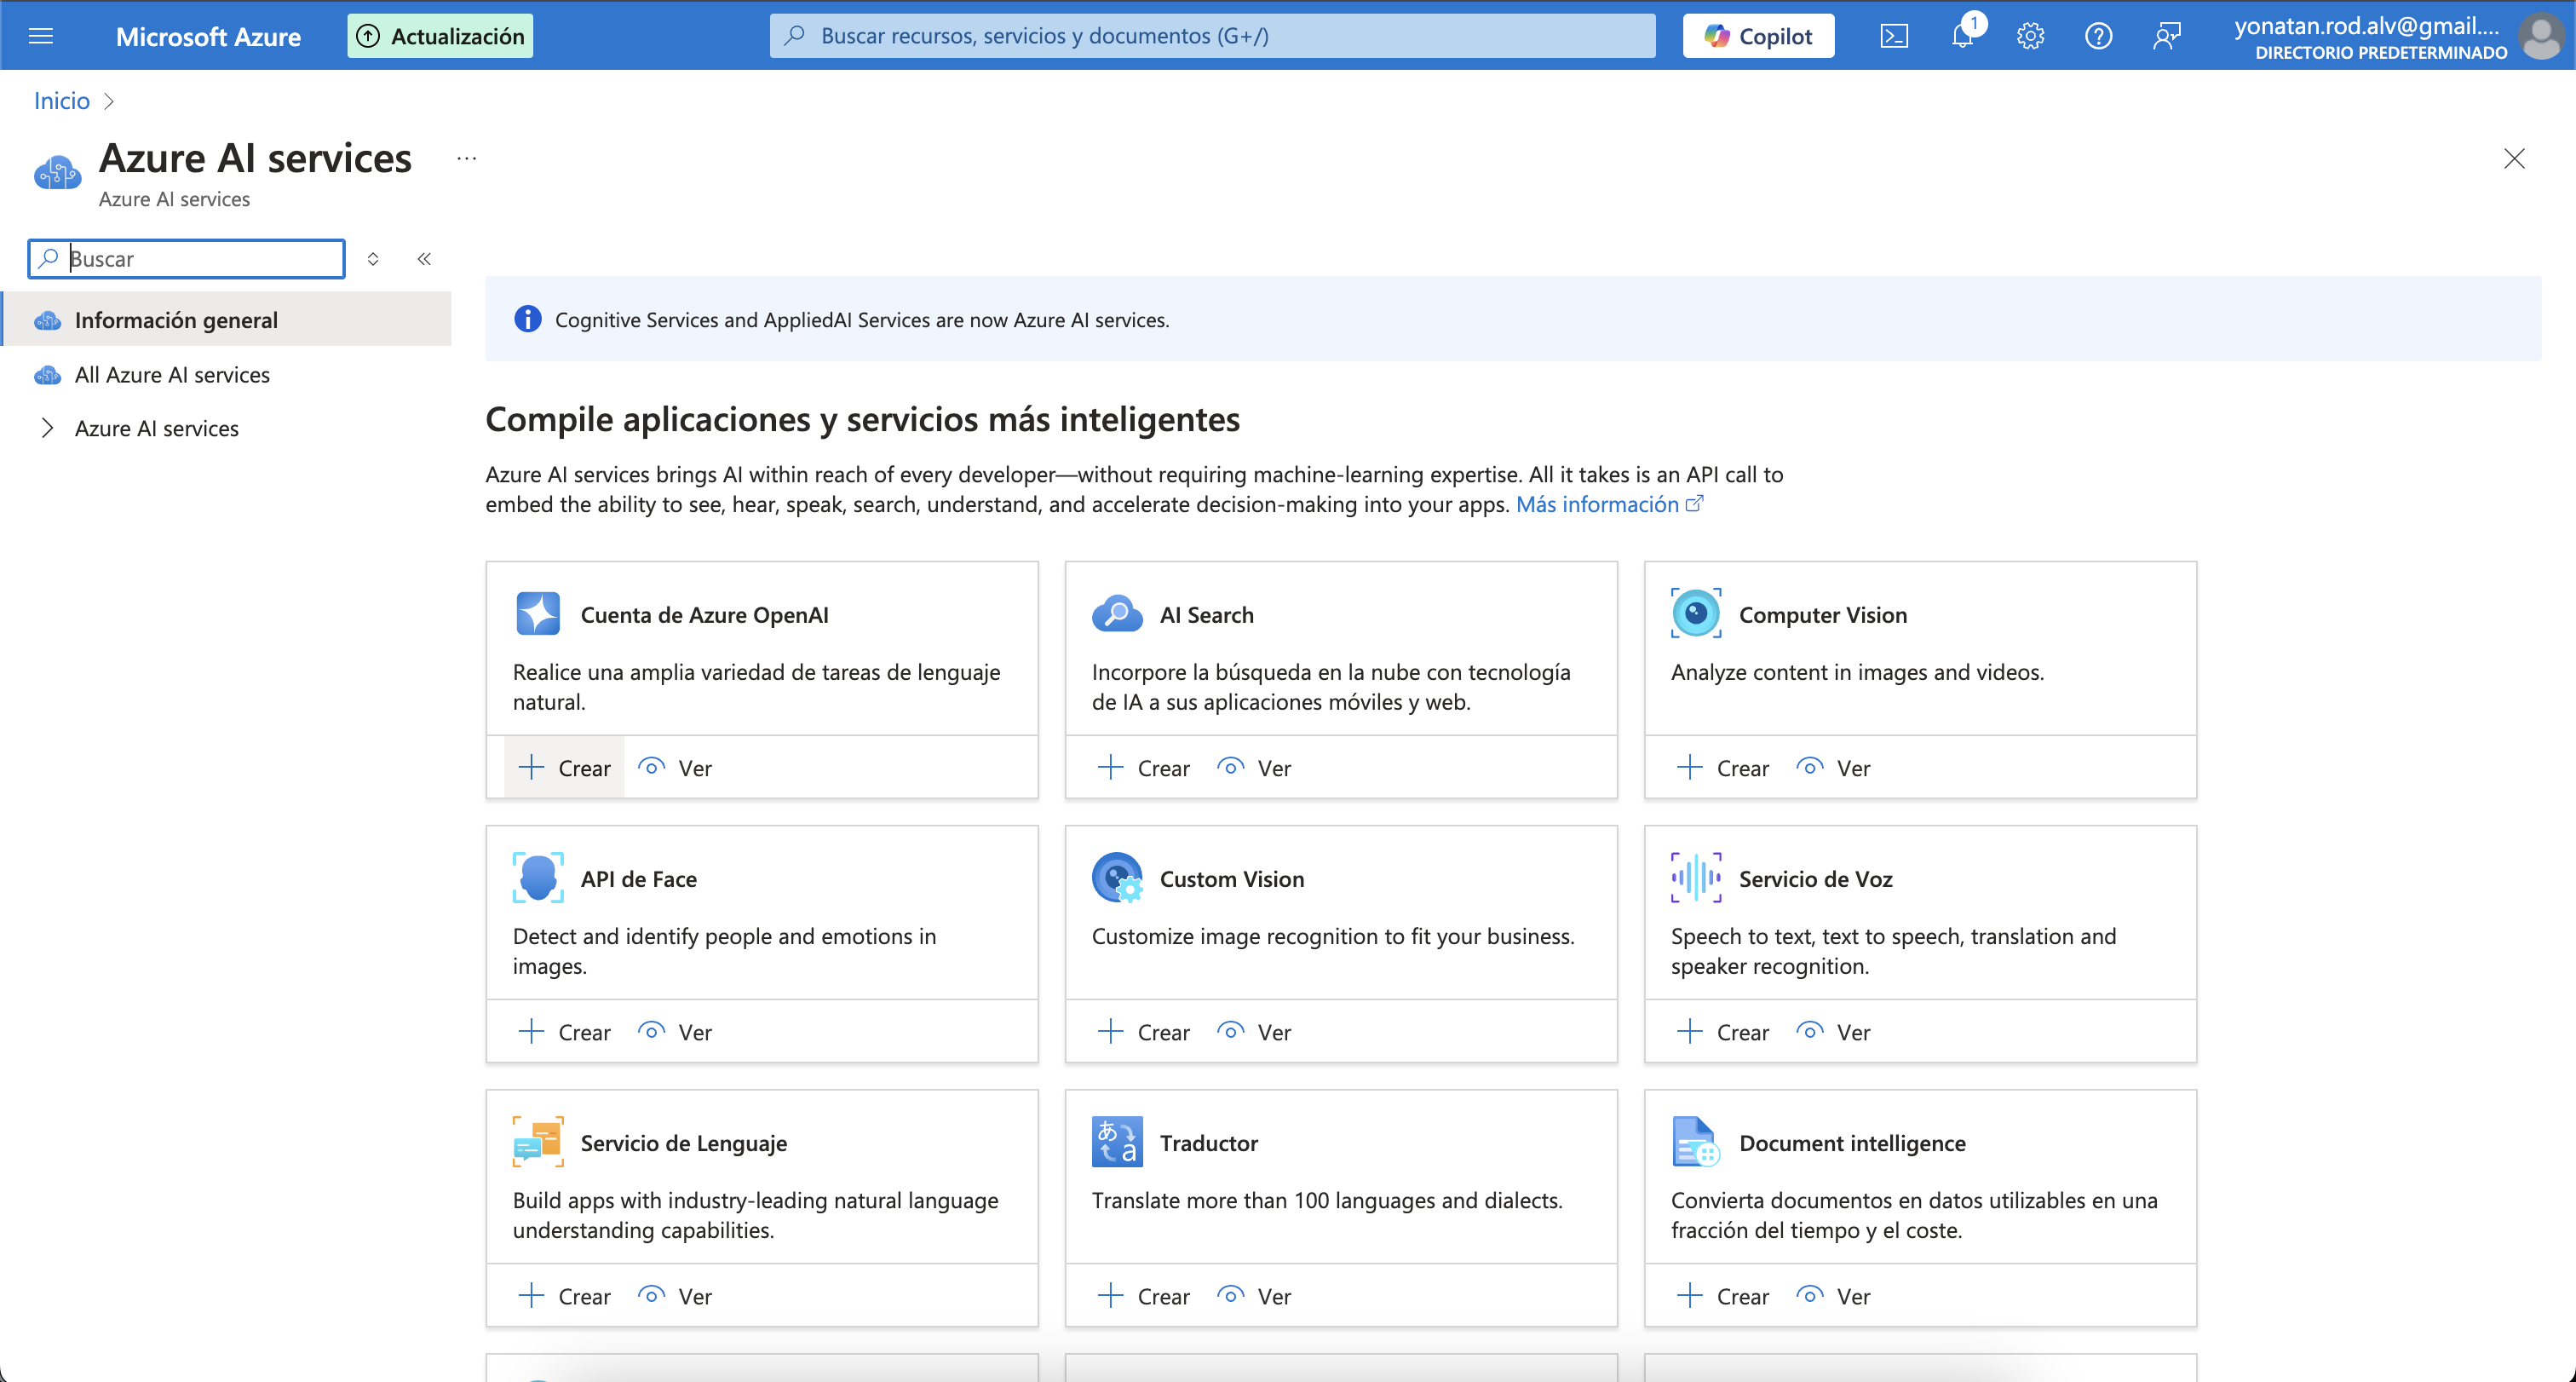 Microsoft Azure
Actualización
Buscar recursos, servicios y documentos (G+/)
Copilot
1
yonatan.rod.alv@gmail....
DIRECTORIO PREDETERMINADO
Inicio
Azure AI services
Azure AI services
Buscar
Información general
All Azure AI services
Azure AI services
Cognitive Services and AppliedAI Services are now Azure AI services.
Compile aplicaciones y servicios más inteligentes
Azure AI services brings AI within reach of every developer—without requiring machine-learning expertise. All it takes is an API call to
embed the ability to see, hear, speak, search, understand, and accelerate decision-making into your apps. Más información
Cuenta de Azure OpenAI
Realice una amplia variedad de tareas de lenguaje
natural.
Crear Ver
AI Search
Incorpore la búsqueda en la nube con tecnología
de IA a sus aplicaciones móviles y web.
Crear Ver
Computer Vision
Analyze content in images and videos.
Crear Ver
API de Face
Detect and identify people and emotions in
images.
Crear Ver
Custom Vision
Customize image recognition to fit your business.
Crear Ver
Servicio de Voz
Speech to text, text to speech, translation and
speaker recognition.
Crear Ver
Servicio de Lenguaje
Build apps with industry-leading natural language
understanding capabilities.
Crear Ver
あ a
Traductor
Translate more than 100 languages and dialects.
Crear Ver
Document intelligence
Convierta documentos en datos utilizables en una
fracción del tiempo y el coste.
Crear Ver